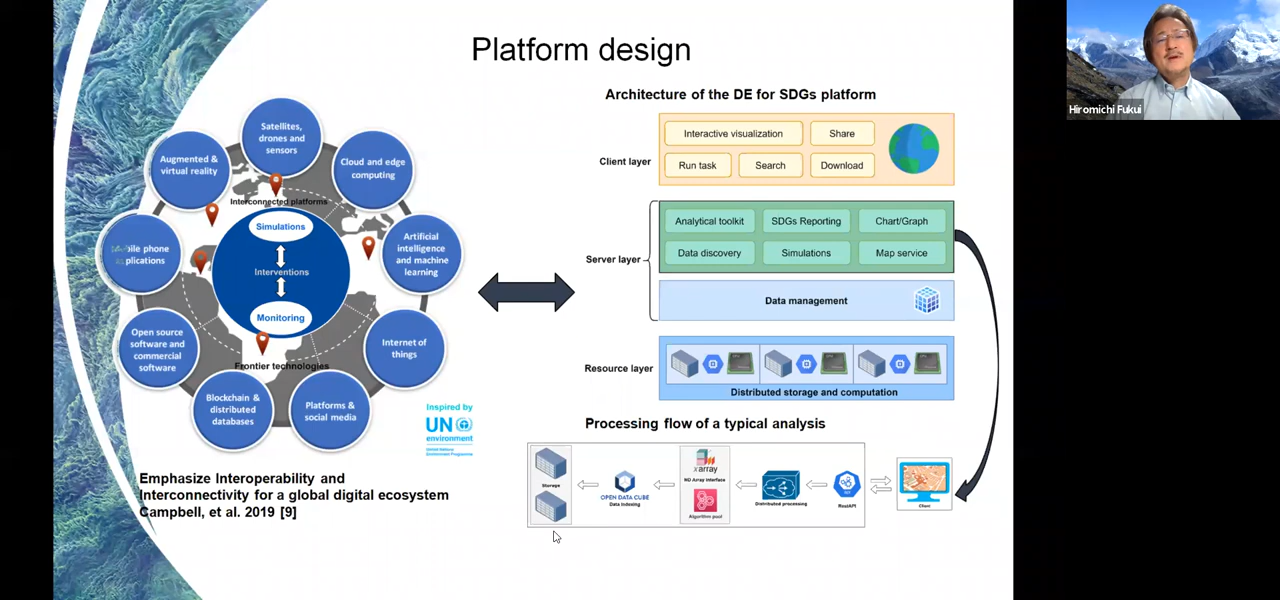 Platform design
Hiromichi Fukui
Satellites,
drones and
sensors
Augmented &
virtual reality
Cloud and edge
computing
Interconnected platforms
Simulations
Interventions
Monitoring
Artificial
intelligence
and machine
learning
phone
Open source
software and
commercial
software
Internet of
things
Frontier technologies
Blockchain &
distributed
databases
Platforms &
social media
Inspired by
UN
environment
United Nations
Environment Programme
Emphasize Interoperability and
Interconnectivity for a global digital ecosystem
Campbell, et al. 2019 [9]
Architecture of the DE for SDGs platform
Client layer
Interactive visualization
Share
Run task
Search
Download
Server layer
Analytical toolkit
SDGs Reporting
Chart/Graph
Data discovery
Simulations
Map service
Data management
Resource layer
Distributed storage and computation
Processing flow of a typical analysis
Storage
OPEN DATA CUBE
Data Indexing
xarray
ND Array Interface
Algorithm pool
Distributed processing
RestAPI
Client